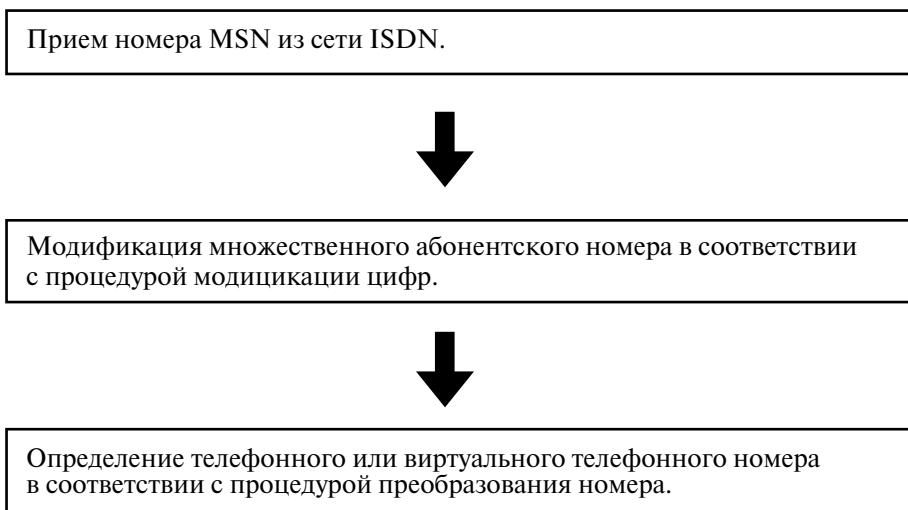 Прием номера MSN из сети ISDN.
Модификация множественного абонентского номера в соответствии
с процедурой модицикации цифр.
Определение телефонного или виртуального телефонного номера
в соответствии с процедурой преобразования номера.